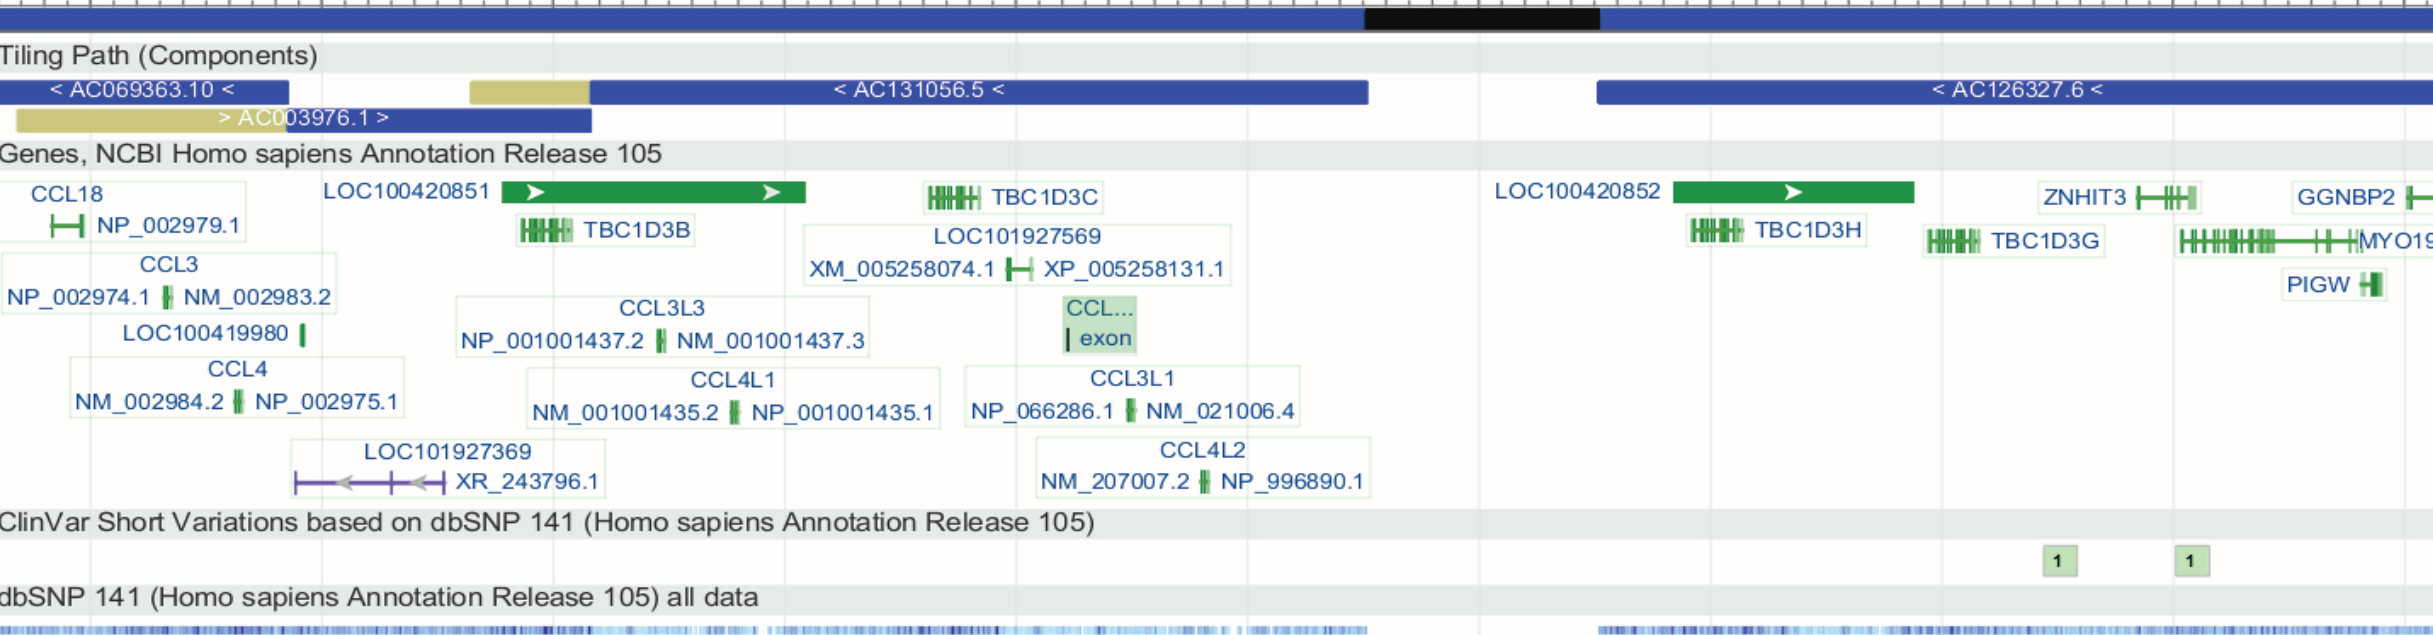 Tiling Path (Components)
< AC069363.10 <
< AC131056.5 <
< AC126327.6 <
> AC003976.1 >
Genes, NCBI Homo sapiens Annotation Release 105
CCL18
NP_002979.1
LOC100420851
TBC1D3B
TBC1D3C
LOC100420852
TBC1D3H
ZNHIT3
TBC1D3G
GGNBP2
MYO19
PIGW
LOC101927569
XM_005258074.1 XP_005258131.1
CCL3
NP_002974.1 NM_002983.2
CCL3L3
NP_001001437.2 NM_001001437.3
CCL...
exon
LOC100419980
CCL4
NM_002984.2 NP_002975.1
CCL4L1
NM_001001435.2 NP_001001435.1
CCL3L1
NP_066286.1 NM_021006.4
LOC101927369
XR_243796.1
CCL4L2
NM_207007.2 NP_996890.1
ClinVar Short Variations based on dbSNP 141 (Homo sapiens Annotation Release 105)
1 1
dbSNP 141 (Homo sapiens Annotation Release 105) all data